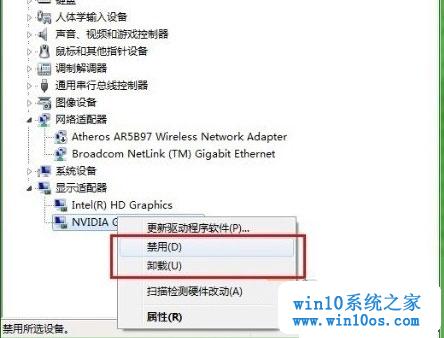 键盘
人体学输入设备
声音、视频和游戏控制器
鼠标和其他指针设备
调制解调器
通用串行总线控制器
图像设备
网络适配器
Atheros AR5B97 Wireless Network Adapter
Broadcom NetLink (TM) Gigabit Ethernet
系统设备
显示适配器
Intel(R) HD Graphics
NVIDIA G
更新驱动程序软件(P)...
禁用(D)
卸载(U)
扫描检测硬件改动(A)
属性(R)
禁用所选设备。
win10系统之家
www.win10os.com